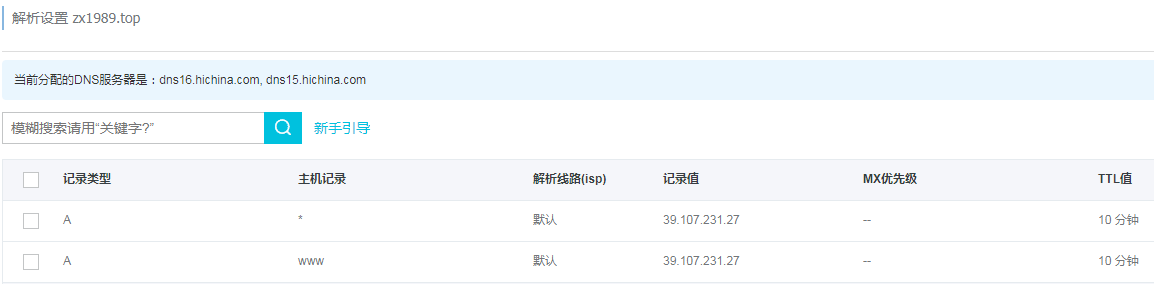 解析设置 zx1989.top
当前分配的DNS服务器是：dns16.hichina.com, dns15.hichina.com
模糊搜索请用“关键字?” 新手引导
记录类型 主机记录 解析线路(isp) 记录值 MX优先级 TTL值
A * 默认 39.107.231.27 -- 10 分钟
A www 默认 39.107.231.27 -- 10 分钟